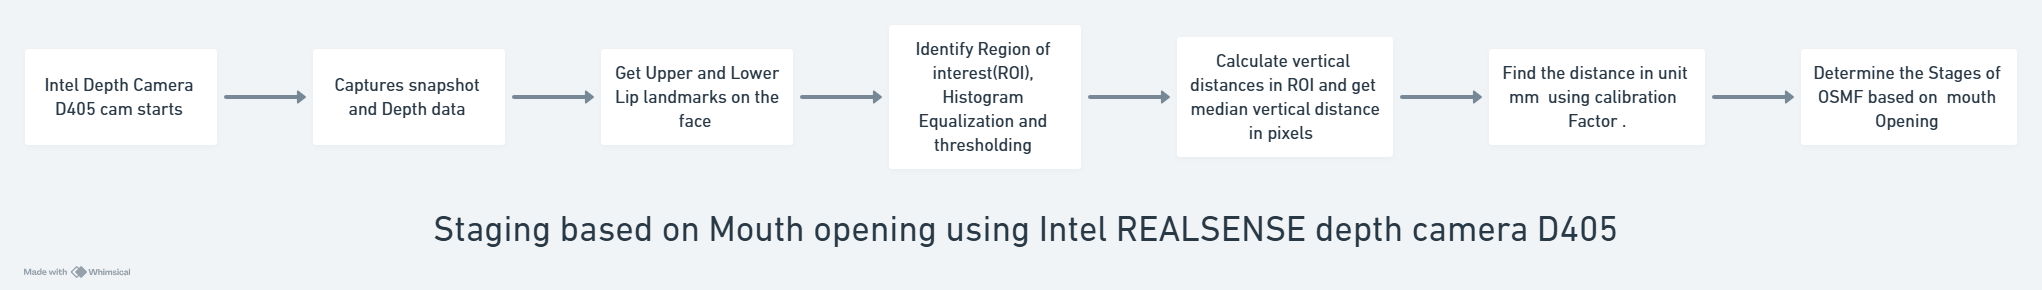 Intel Depth Camera
D405 cam starts
Captures snapshot
and Depth data
Get Upper and Lower
Lip landmarks on the
face
Identify Region of
interest(ROI),
Histogram
Equalization and
thresholding
Calculate vertical
distances in ROI and get
median vertical distance
in pixels
Find the distance in unit
mm  using calibration
Factor .
Determine the Stages of
OSMF based on  mouth
Opening
Staging based on Mouth opening using Intel REALSENSE depth camera D405
Made with Whimsical